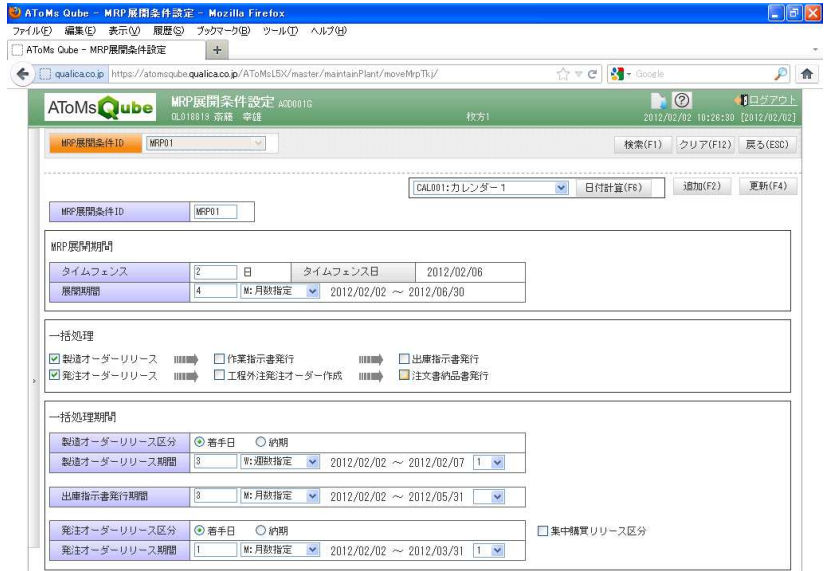 AToMs Qube - MRP展開条件設定 - Mozilla Firefox
ファイル(F) 編集(E) 表示(V) 履歴(S) ブックマーク(B) ツール(T) ヘルプ(H)
AToMs Qube - MRP展開条件設定 +
qualica.co.jp https://atomsqube.qualica.co.jp/AToMsL5X/master/maintainPlant/moveMrpTkj/ Google
AToMsQube MRP展開条件設定 AGD001G ? ログアウト
OL018819 斎藤 幸雄 枚方1 2012/02/02 10:26:30 [2012/02/02]
MRP展開条件ID MRP01 検索(F1) クリア(F12) 戻る(ESC)
CAL001:カレンダー1 日付計算(F6) 追加(F2) 更新(F4)
MRP展開条件ID MRP01
MRP展開期間
タイムフェンス 2 日 タイムフェンス日 2012/02/06
展開期間 4 M:月数指定 2012/02/02 ～ 2012/06/30
一括処理
製造オーダーリリース 作業指示書発行 出庫指示書発行
発注オーダーリリース 工程外注発注オーダー作成 注文書納品書発行
一括処理期間
製造オーダーリリース区分 着手日 納期
製造オーダーリリース期間 3 W:週数指定 2012/02/02 ～ 2012/02/07 1
出庫指示書発行期間 3 M:月数指定 2012/02/02 ～ 2012/05/31
発注オーダーリリース区分 着手日 納期 集中購買リリース区分
発注オーダーリリース期間 1 M:月数指定 2012/02/02 ～ 2012/03/31 1